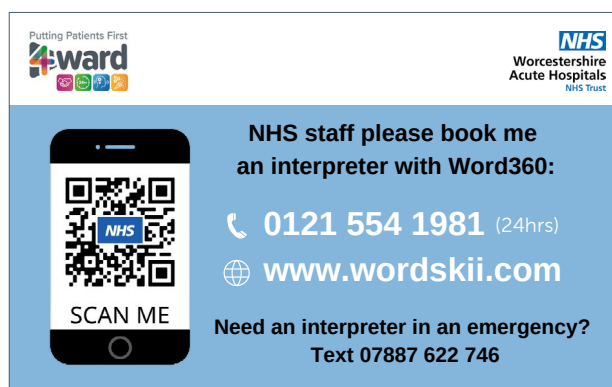 Putting Patients First
4ward
NHS
Worcestershire
Acute Hospitals
NHS Trust
NHS staff please book me
an interpreter with Word360:
0121 554 1981 (24hrs)
www.wordskii.com
NHS
SCAN ME
Need an interpreter in an emergency?
Text 07887 622 746